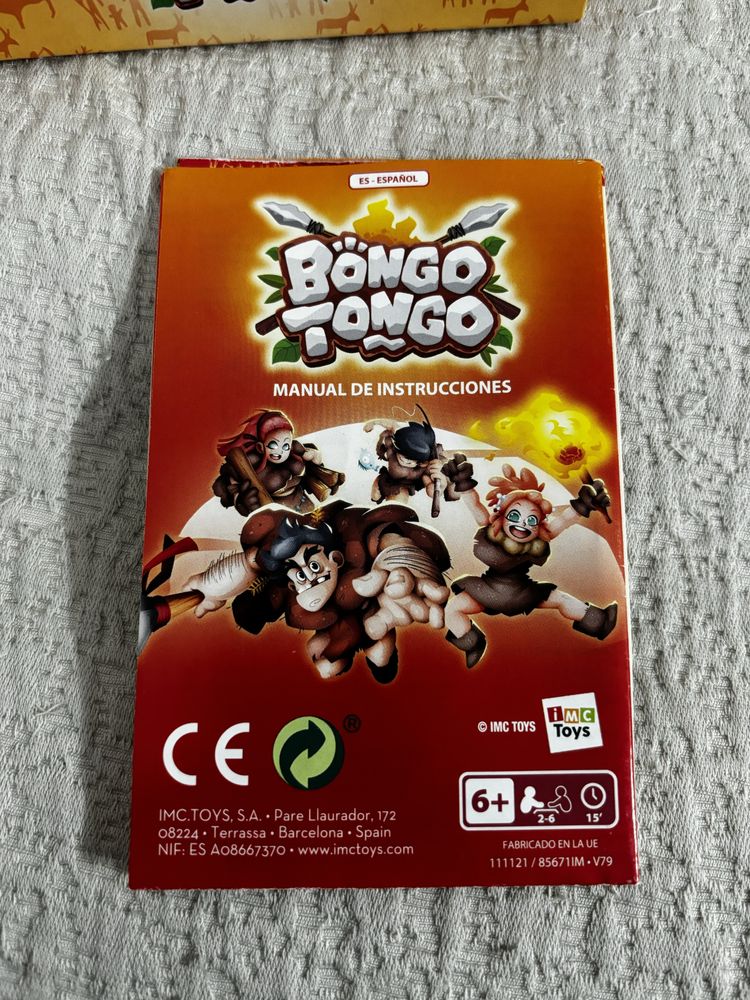 ES - ESPAÑOL
BONGO
TONGO
MANUAL DE INSTRUCCIONES
CE
®
© IMC TOYS
iMC
Toys
IMC.TOYS, S.A. • Pare Llaurador, 172
08224 • Terrassa • Barcelona • Spain
NIF: ES A08667370 • www.imctoys.com
6+
2-6
15'
FABRICADO EN LA UE
111121 / 85671IM • V79